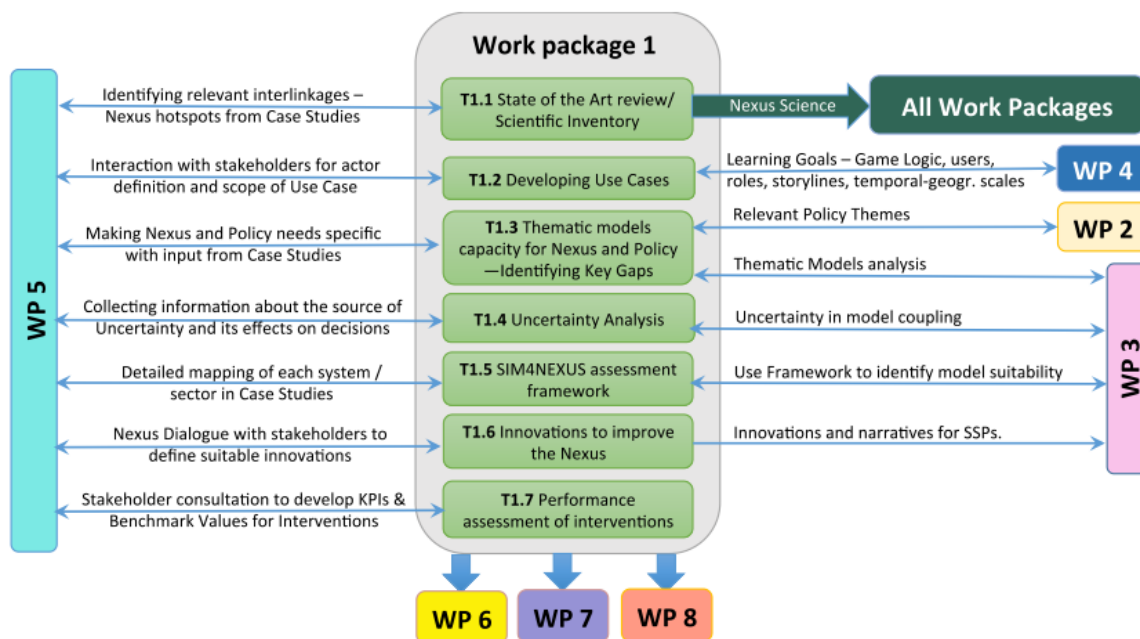 Work package 1
Identifying relevant interlinkages –
Nexus hotspots from Case Studies
T1.1 State of the Art review/
Scientific Inventory
Nexus Science
All Work Packages
Interaction with stakeholders for actor
definition and scope of Use Case
T1.2 Developing Use Cases
Learning Goals – Game Logic, users,
roles, storylines, temporal-geogr. scales
WP 4
Making Nexus and Policy needs specific
with input from Case Studies
T1.3 Thematic models
capacity for Nexus and Policy
—Identifying Key Gaps
Relevant Policy Themes
WP 2
Thematic Models analysis
WP 5
Collecting information about the source of
Uncertainty and its effects on decisions
T1.4 Uncertainty Analysis
Uncertainty in model coupling
WP 3
Detailed mapping of each system /
sector in Case Studies
T1.5 SIM4NEXUS assessment
framework
Use Framework to identify model suitability
Nexus Dialogue with stakeholders to
define suitable innovations
T1.6 Innovations to improve
the Nexus
Innovations and narratives for SSPs.
Stakeholder consultation to develop KPIs &
Benchmark Values for Interventions
T1.7 Performance
assessment of interventions
WP 6
WP 7
WP 8